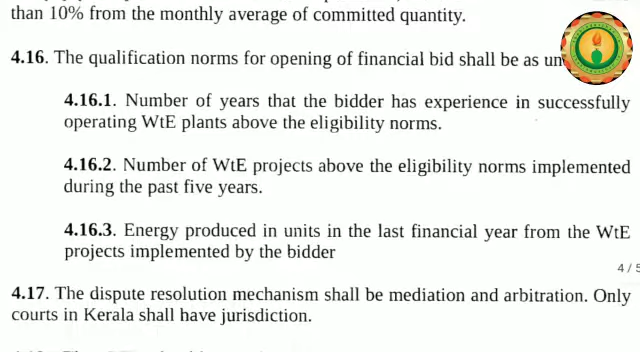 than 10% from the monthly average of committed quantity.
4.16. The qualification norms for opening of financial bid shall be as
4.16.1. Number of years that the bidder has experience in successfully
operating WtE plants above the eligibility norms.
4.16.2. Number of WtE projects above the eligibility norms implemented
during the past five years.
4.16.3. Energy produced in units in the last financial year from the WtE
projects implemented by the bidder
4 / 5
4.17. The dispute resolution mechanism shall be mediation and arbitration. Only
courts in Kerala shall have jurisdiction.